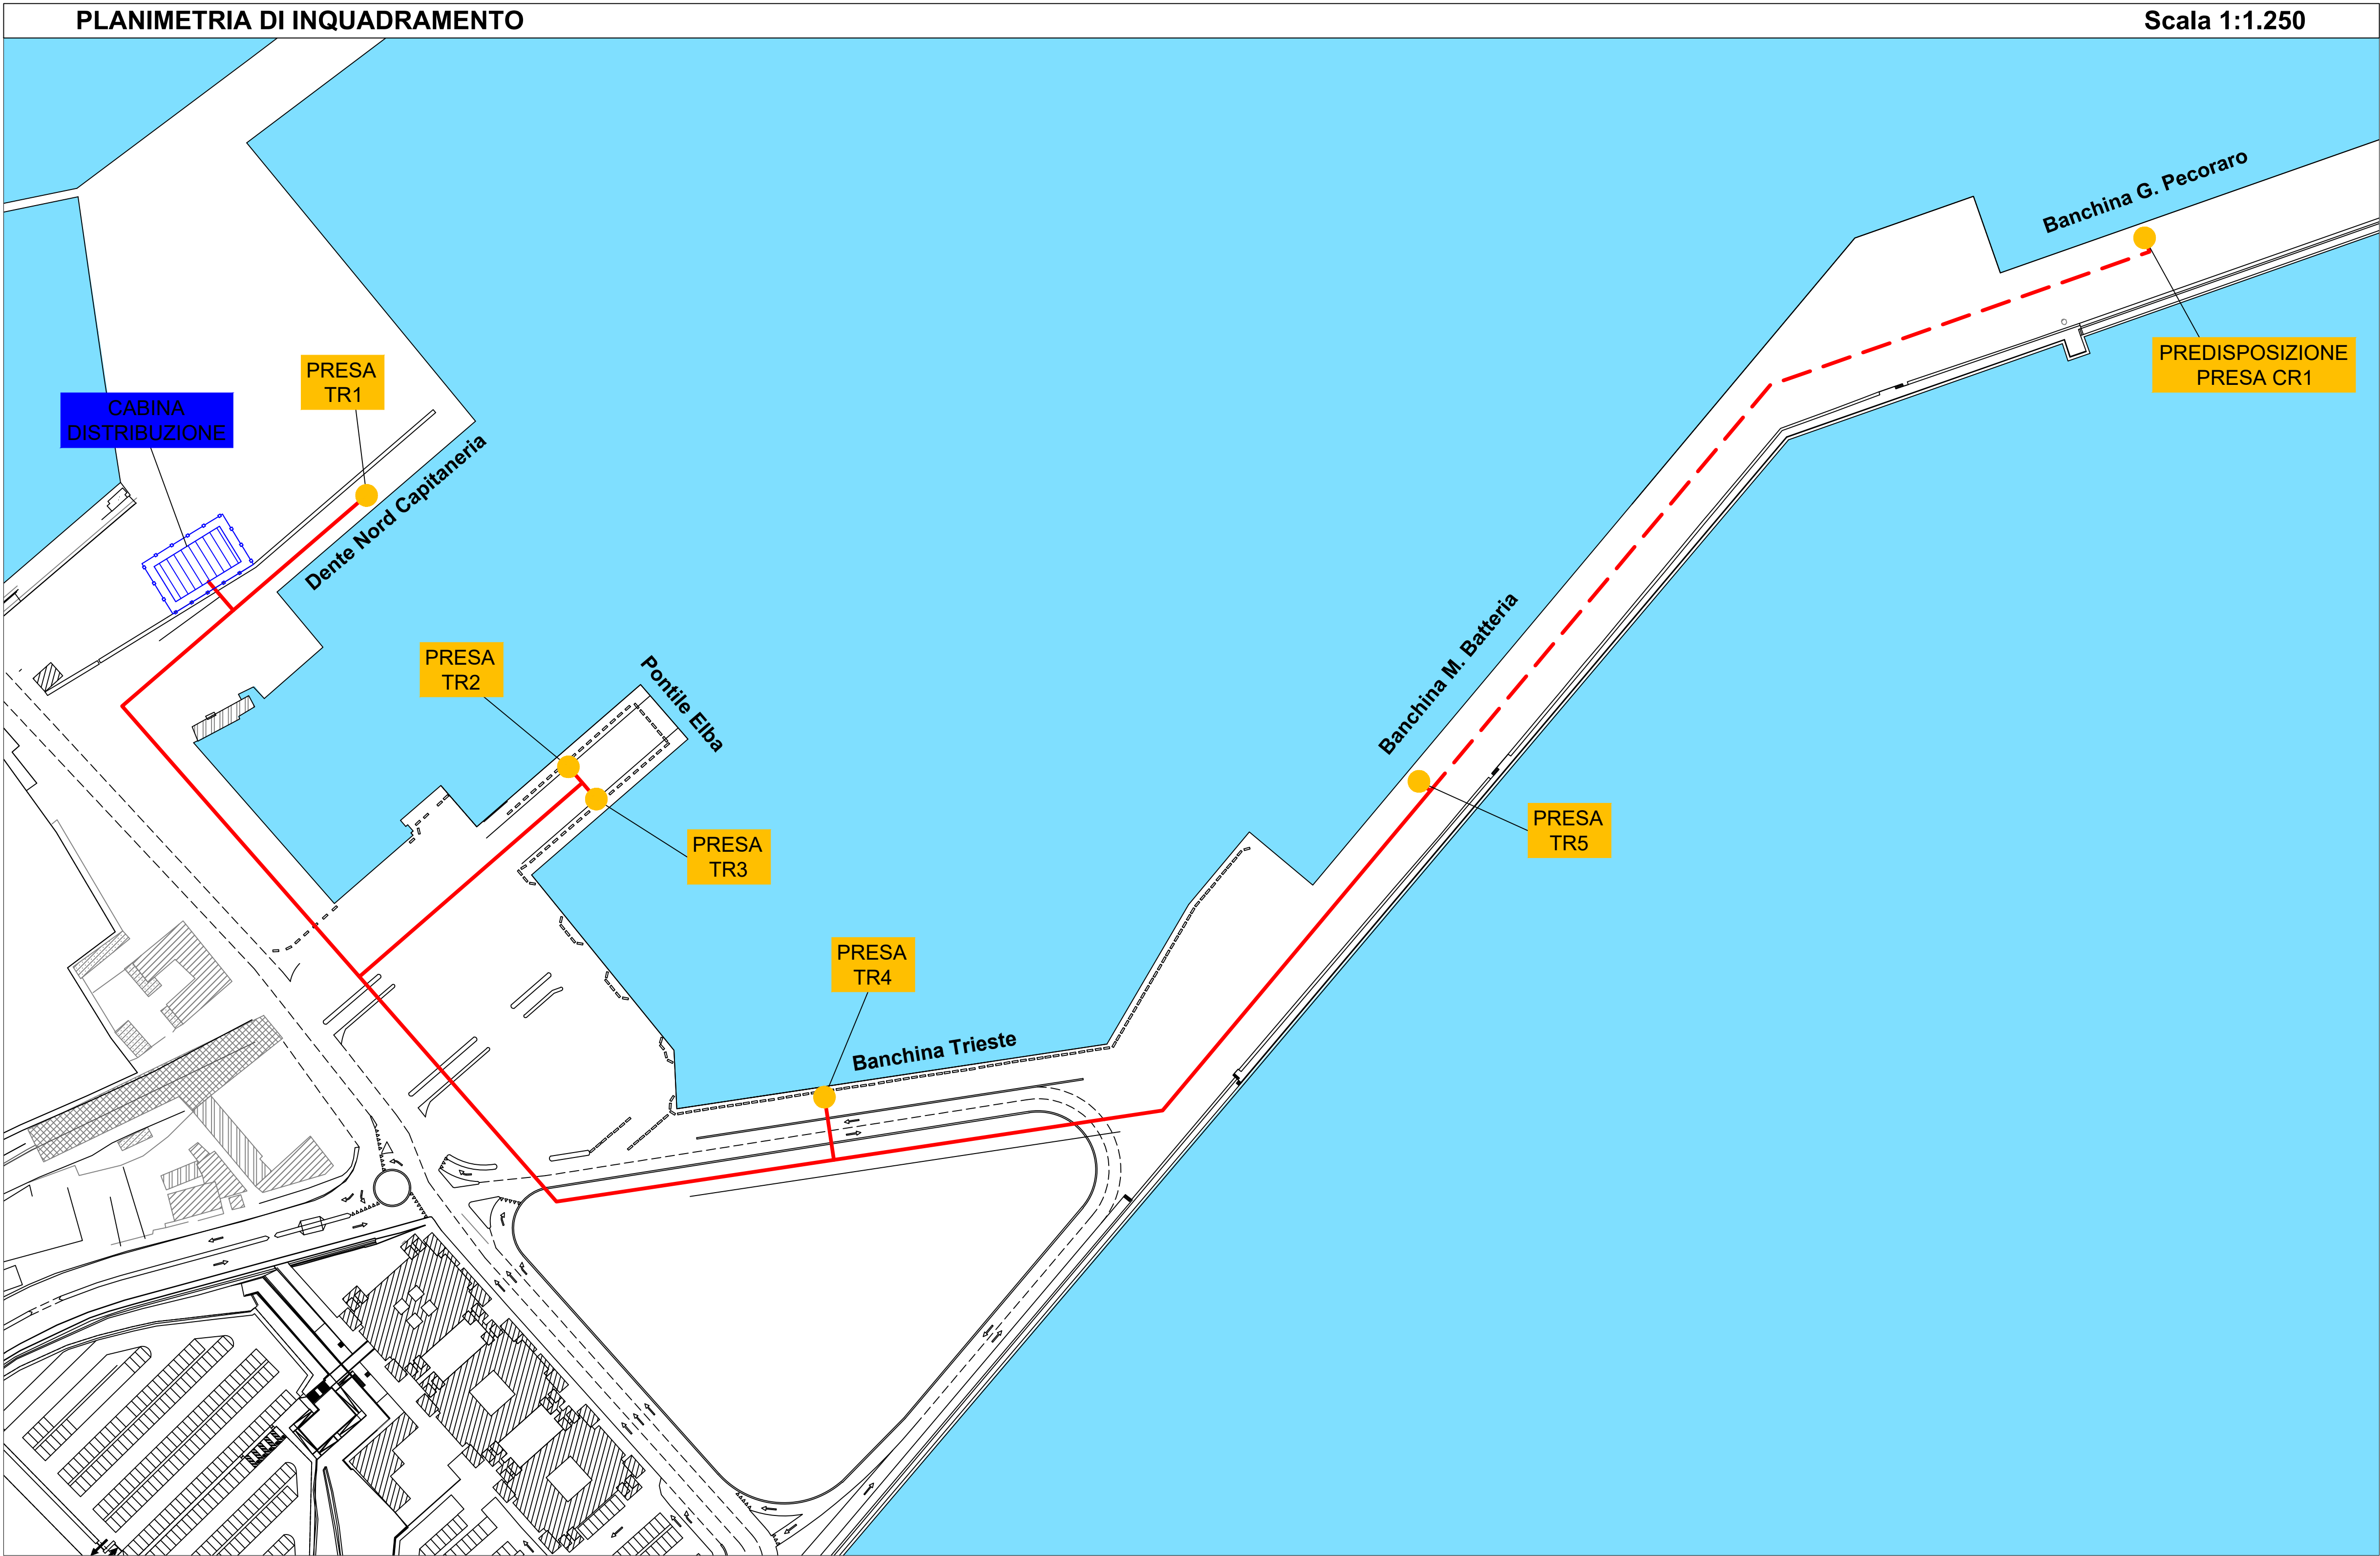 PLANIMETRIA DI INQUADRAMENTO
Scala 1:1.250
Banchina G. Pecoraro
PREDISPOSIZIONE
PRESA CR1
PRESA
TR1
CABINA
DISTRIBUZIONE
Dente Nord Capitaneria
PRESA
TR2
Pontile Elba
Banchina M. Batteria
PRESA
TR3
PRESA
TR5
PRESA
TR4
Banchina Trieste